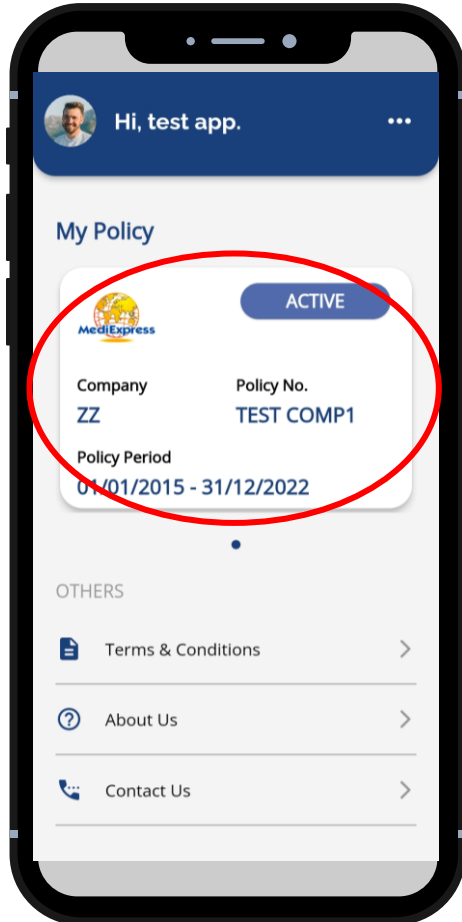 Hi, test app.
My Policy
ACTIVE
MediExpress
Company Policy No.
ZZ TEST COMP1
Policy Period
01/01/2015 - 31/12/2022
OTHERS
Terms & Conditions
About Us
Contact Us